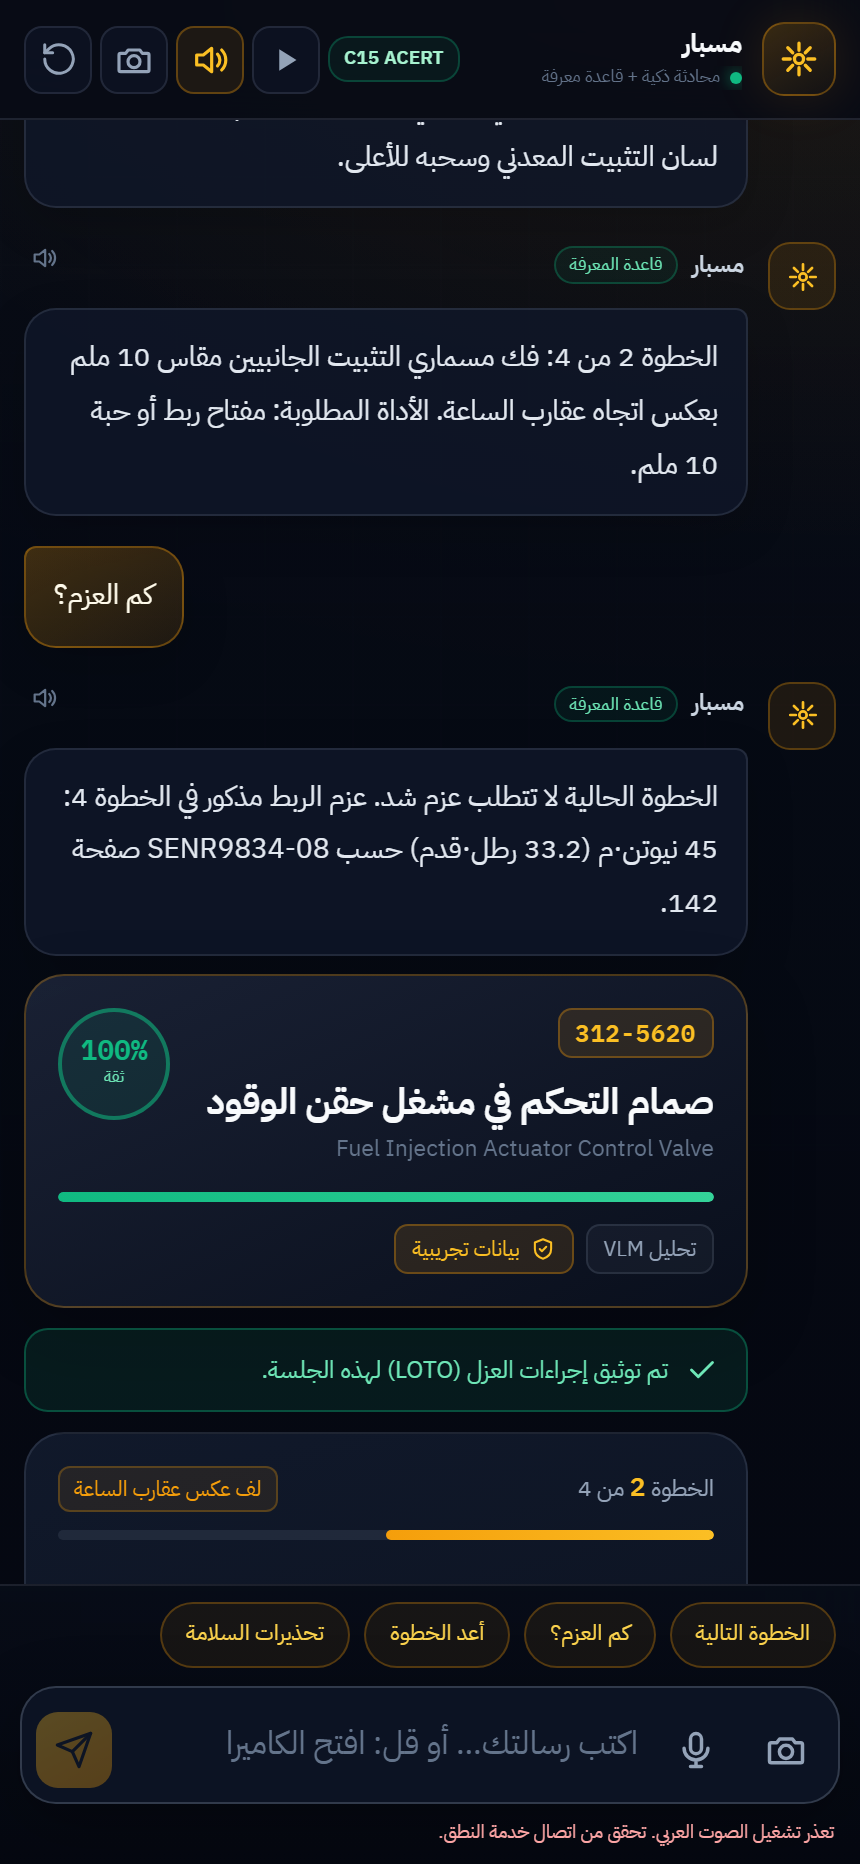 مسبار
محادثة ذكية + قاعدة معرفة
C15 ACERT
لسان التثبيت المعدني وسحبه للأعلى.
مسبار
قاعدة المعرفة
الخطوة 2 من 4: فك مسماري التثبيت الجانبيين مقاس 10 ملم
بعكس اتجاه عقارب الساعة. الأداة المطلوبة: مفتاح ربط أو حبة
10 ملم.
كم العزم؟
مسبار
قاعدة المعرفة
الخطوة الحالية لا تتطلب عزم شد. عزم الربط مذكور في الخطوة 4:
45 نيوتن·م (33.2 رطل·قدم) حسب SENR9834-08 صفحة
142.
312-5620
100%
ثقة
صمام التحكم في مشغل حقن الوقود
Fuel Injection Actuator Control Valve
تحليل VLM
بيانات تجريبية
تم توثيق إجراءات العزل (LOTO) لهذه الجلسة.
الخطوة 2 من 4
لف عكس عقارب الساعة
الخطوة التالية
كم العزم؟
أعد الخطوة
تحذيرات السلامة
اكتب رسالتك... أو قل: افتح الكاميرا
تعذر تشغيل الصوت العربي. تحقق من اتصال خدمة النطق.